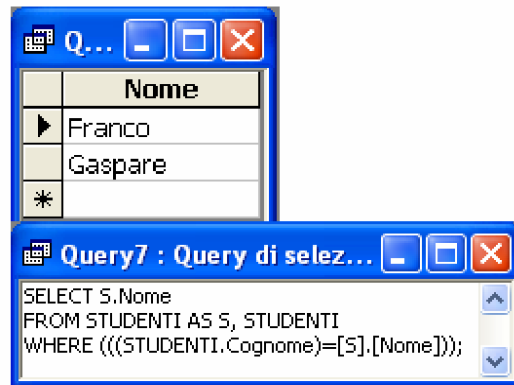 Q...
Nome
Franco
Gaspare
Query7 : Query di selez...
SELECT S.Nome
FROM STUDENTI AS S, STUDENTI
WHERE (((STUDENTI.Cognome)=[S].[Nome]));